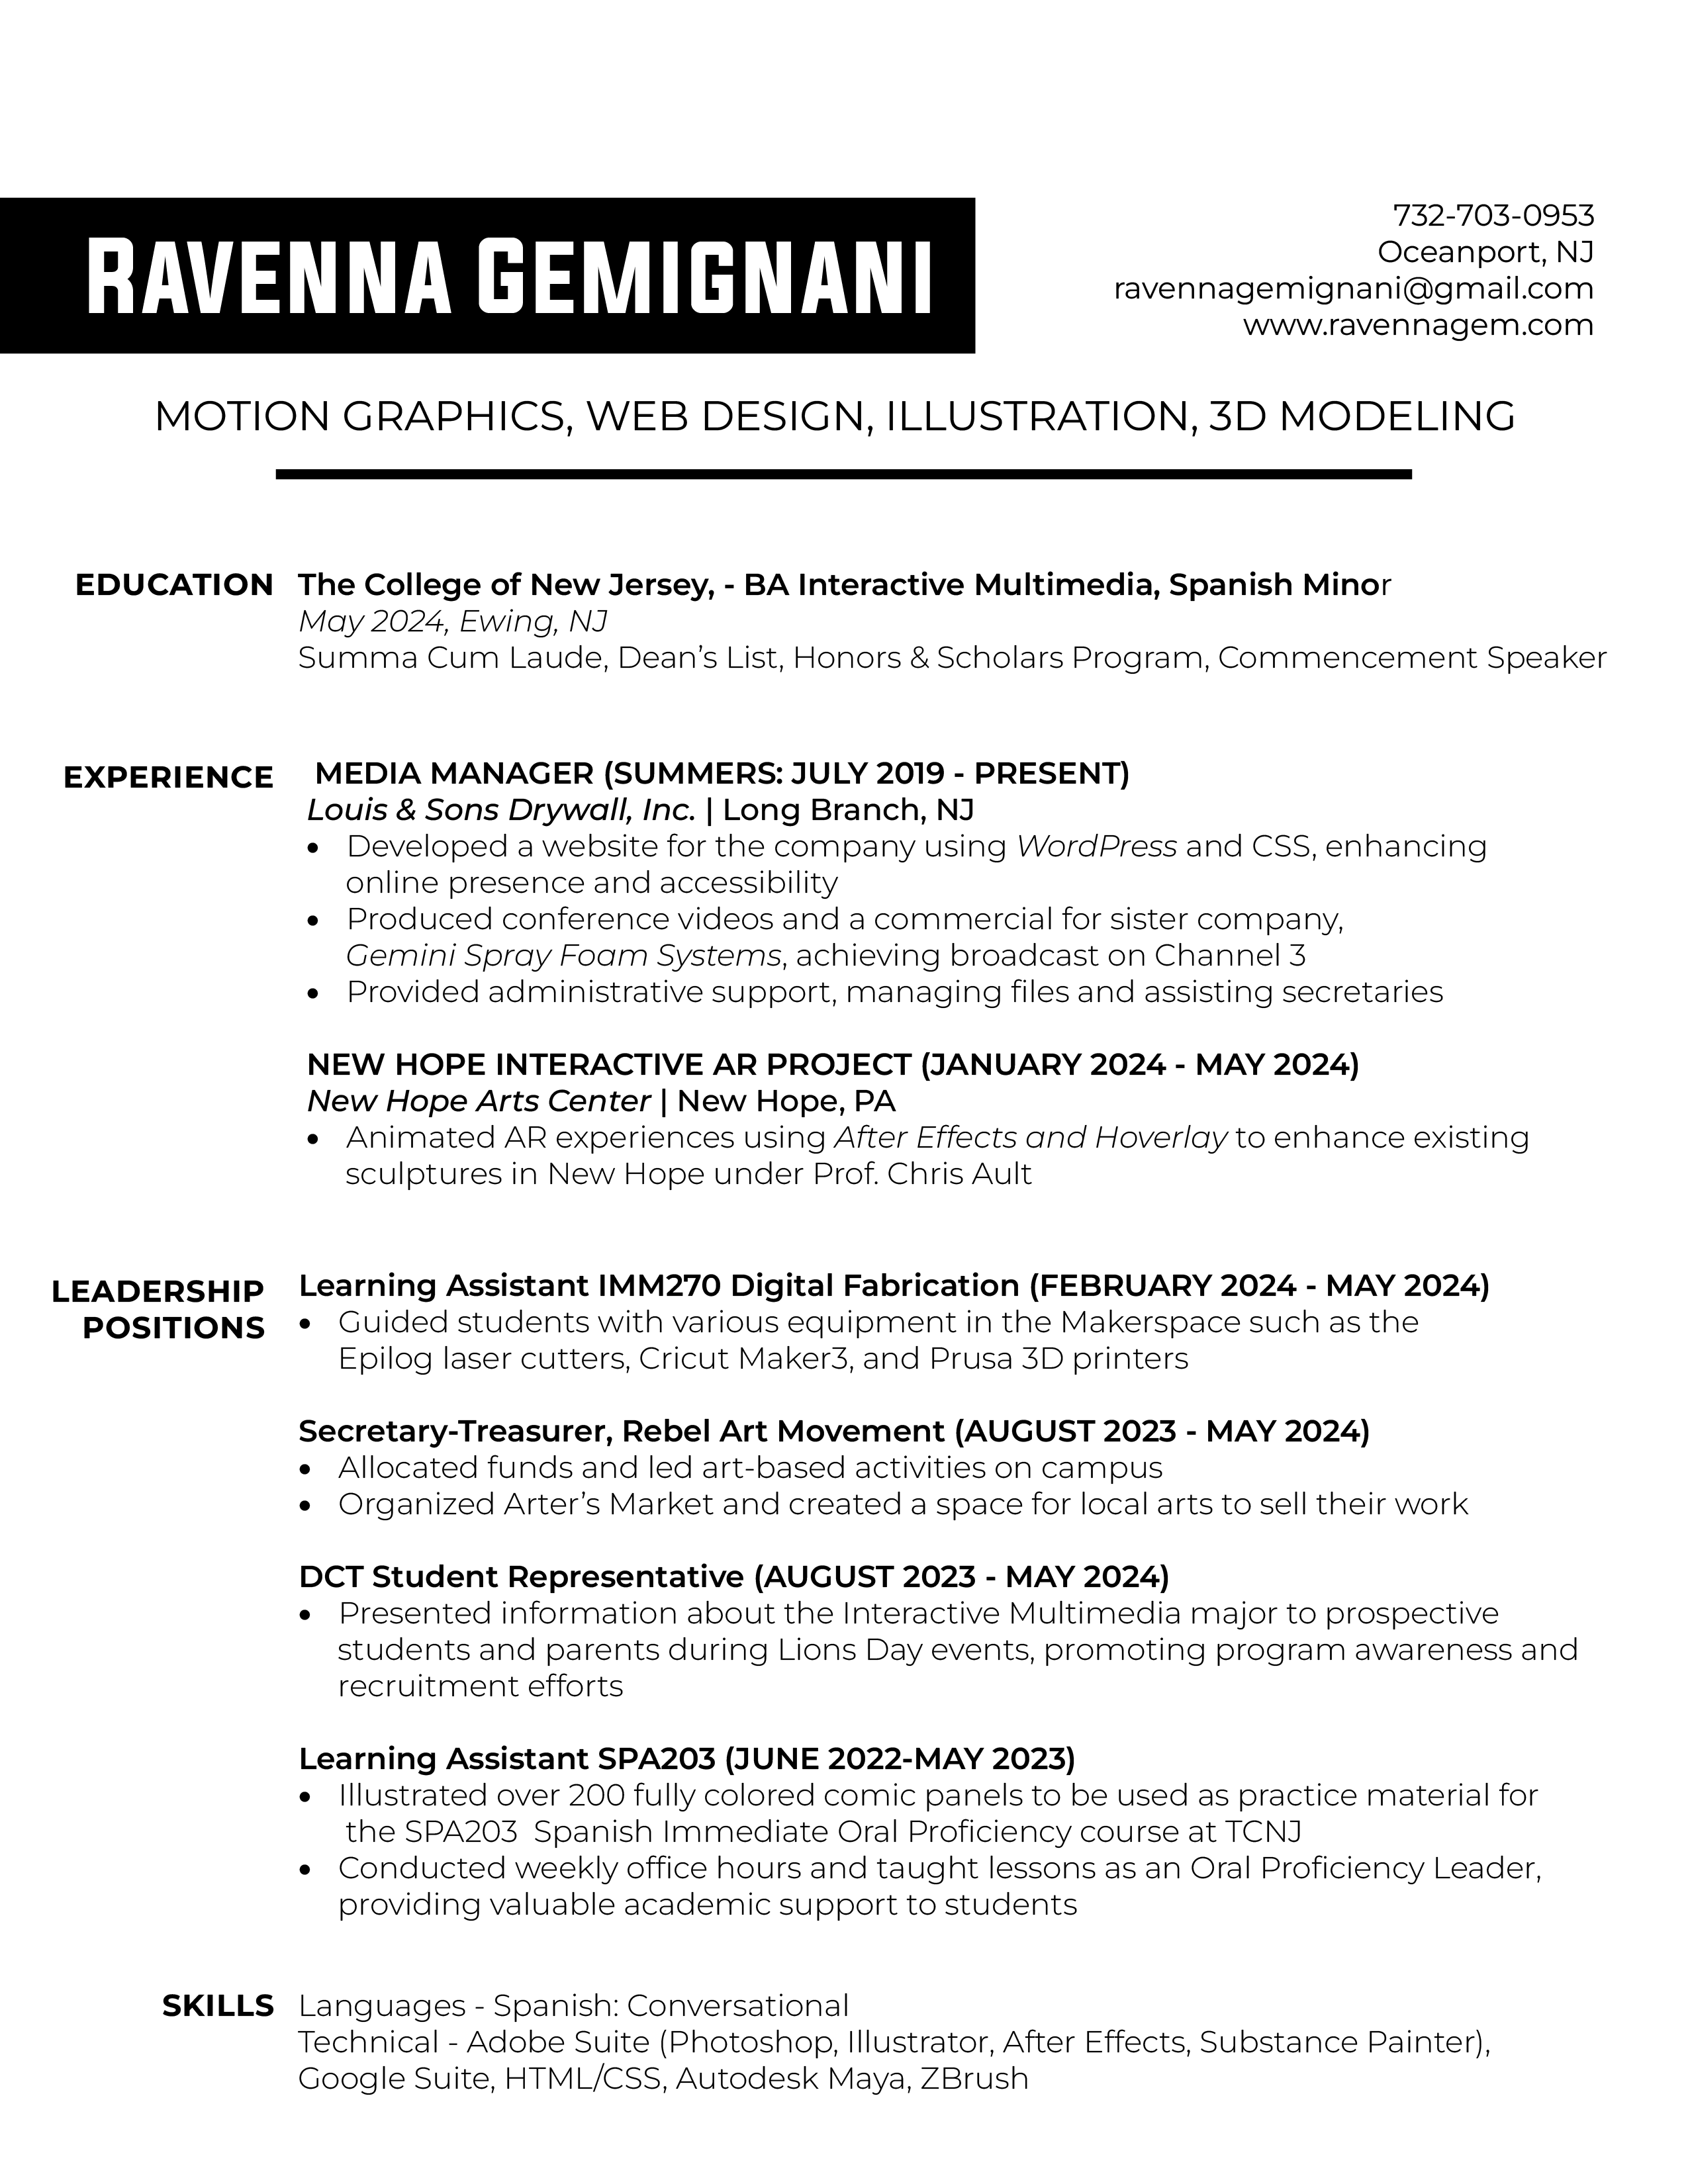 RAVENNA GEMIGNANI
732-703-0953
Oceanport, NJ
ravennagemignani@gmail.com
www.ravennagem.com
MOTION GRAPHICS, WEB DESIGN, ILLUSTRATION, 3D MODELING
EDUCATION
The College of New Jersey, - BA Interactive Multimedia, Spanish Minor
May 2024, Ewing, NJ
Summa Cum Laude, Dean's List, Honors & Scholars Program, Commencement Speaker
EXPERIENCE
MEDIA MANAGER (SUMMERS: JULY 2019 - PRESENT)
Louis & Sons Drywall, Inc. | Long Branch, NJ
• Developed a website for the company using WordPress and CSS, enhancing
online presence and accessibility
• Produced conference videos and a commercial for sister company,
Gemini Spray Foam Systems, achieving broadcast on Channel 3
• Provided administrative support, managing files and assisting secretaries
NEW HOPE INTERACTIVE AR PROJECT (JANUARY 2024 - MAY 2024)
New Hope Arts Center | New Hope, PA
• Animated AR experiences using After Effects and Hoverlay to enhance existing
sculptures in New Hope under Prof. Chris Ault
LEADERSHIP
POSITIONS
Learning Assistant IMM270 Digital Fabrication (FEBRUARY 2024 - MAY 2024)
• Guided students with various equipment in the Makerspace such as the
Epilog laser cutters, Cricut Maker3, and Prusa 3D printers
Secretary-Treasurer, Rebel Art Movement (AUGUST 2023 - MAY 2024)
• Allocated funds and led art-based activities on campus
• Organized Arter's Market and created a space for local arts to sell their work
DCT Student Representative (AUGUST 2023 - MAY 2024)
• Presented information about the Interactive Multimedia major to prospective
students and parents during Lions Day events, promoting program awareness and
recruitment efforts
Learning Assistant SPA203 (JUNE 2022-MAY 2023)
• Illustrated over 200 fully colored comic panels to be used as practice material for
the SPA203  Spanish Immediate Oral Proficiency course at TCNJ
• Conducted weekly office hours and taught lessons as an Oral Proficiency Leader,
providing valuable academic support to students
SKILLS
Languages - Spanish: Conversational
Technical - Adobe Suite (Photoshop, Illustrator, After Effects, Substance Painter),
Google Suite, HTML/CSS, Autodesk Maya, ZBrush